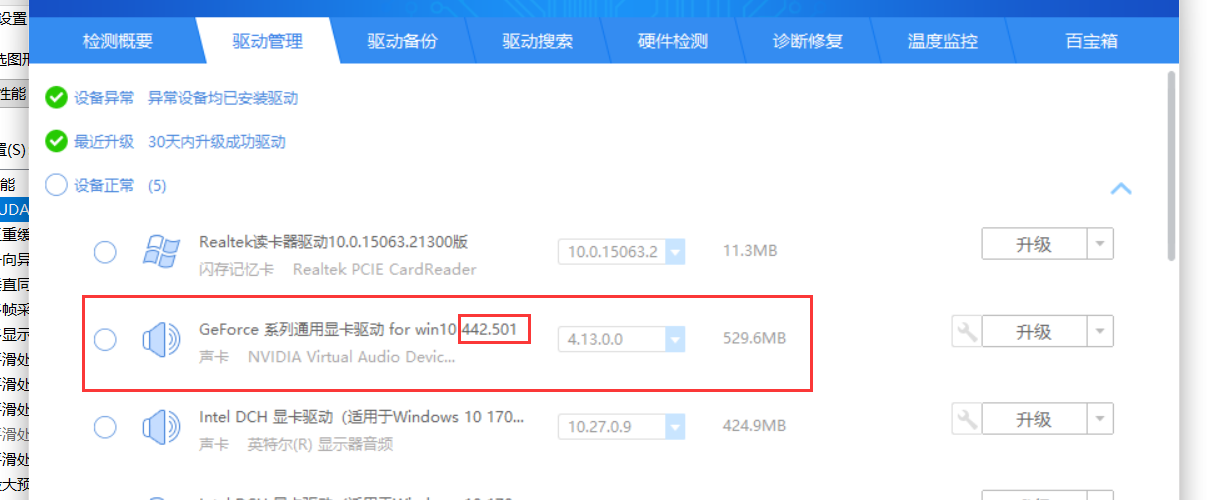 设置
检测概要 驱动管理 驱动备份 驱动搜索 硬件检测 诊断修复 温度监控 百宝箱
选图形
性能
设备异常 异常设备均已安装驱动
最近升级 30天内升级成功驱动
置(S)
能
设备正常 (5)
UDA
重缓
Realtek读卡器驱动10.0.15063.21300版
闪存记忆卡 Realtek PCIE CardReader
10.0.15063.2 11.3MB 升级
向异
垂直同
帧采
显示
GeForce 系列通用显卡驱动 for win10 442.501
声卡 NVIDIA Virtual Audio Devic...
4.13.0.0 529.6MB 升级
平滑处
平滑处
平滑处
Intel DCH 显卡驱动（适用于Windows 10 170...
声卡 英特尔(R) 显示器音频
10.27.0.9 424.9MB 升级
平滑处
平滑处
最大预